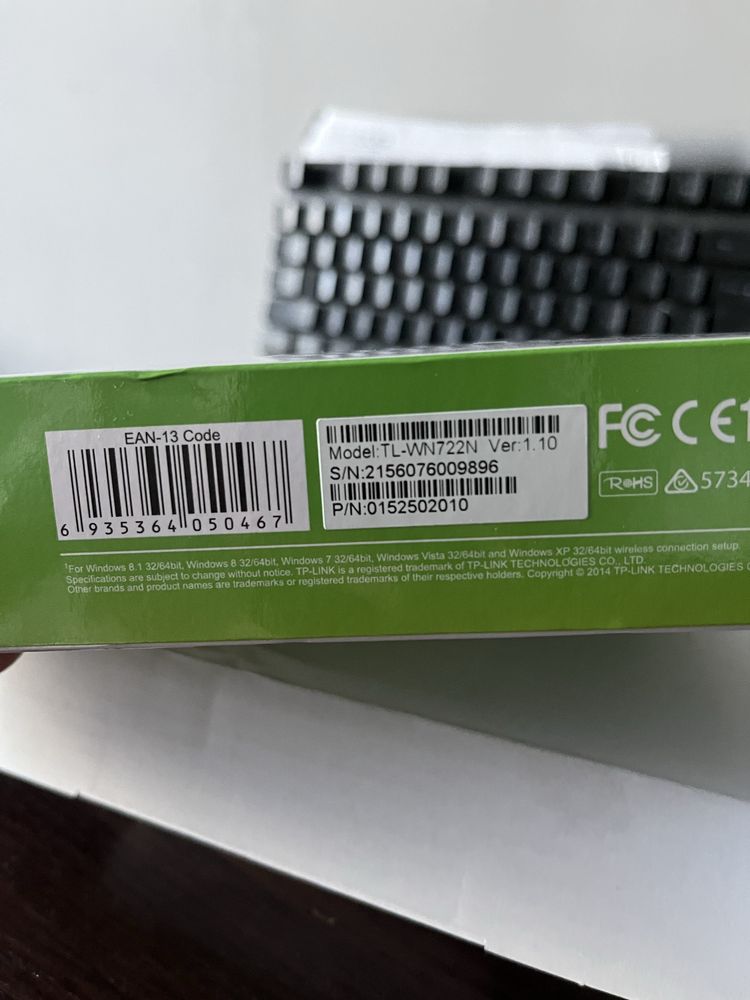 EAN-13 Code
6 935364 050467
Model:TL-WN722N Ver:1.10
S/N:2156076009896
P/N:0152502010
FC CE1
RoHS 5734
¹For Windows 8.1 32/64bit, Windows 8 32/64bit, Windows 7 32/64bit, Windows Vista 32/64bit and Windows XP 32/64bit wireless connection setup.
Specifications are subject to change without notice. TP-LINK is a registered trademark of TP-LINK TECHNOLOGIES CO., LTD.
Other brands and product names are trademarks or registered trademarks of their respective holders. Copyright © 2014 TP-LINK TECHNOLOGIES